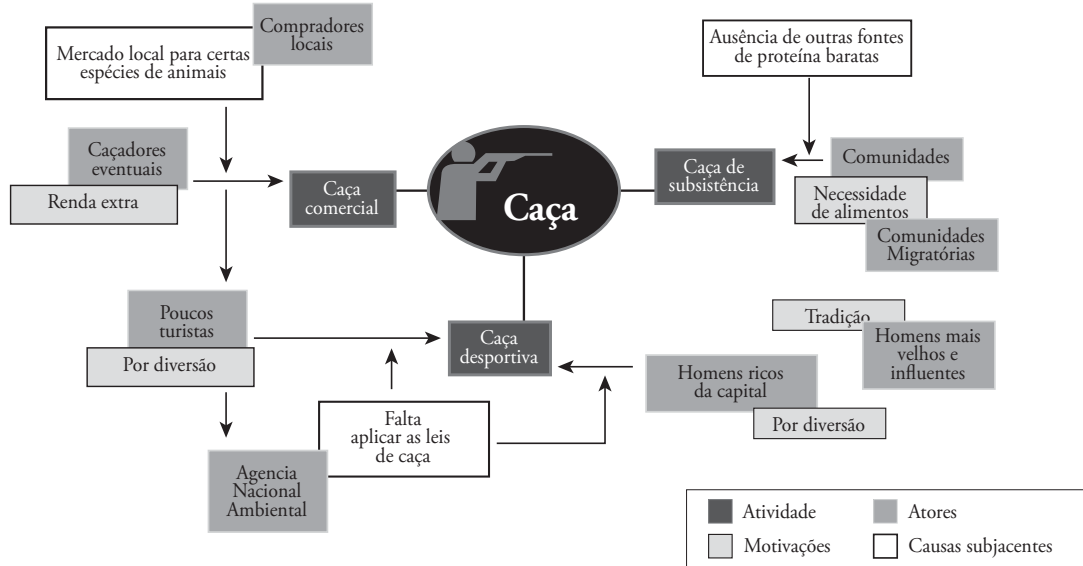 Compradores
locais
Mercado local para certas
espécies de animais
Ausência de outras fontes
de proteína baratas
Caçadores
eventuais
Renda extra
Caça
comercial
Caça
Caça de
subsistência
Comunidades
Necessidade
de alimentos
Comunidades
Migratórias
Poucos
turistas
Por diversão
Caça
desportiva
Tradição
Homens mais
velhos e
influentes
Homens ricos
da capital
Por diversão
Falta
aplicar as leis
de caça
Agencia
Nacional
Ambiental
Atividade
Atores
Motivações
Causas subjacentes